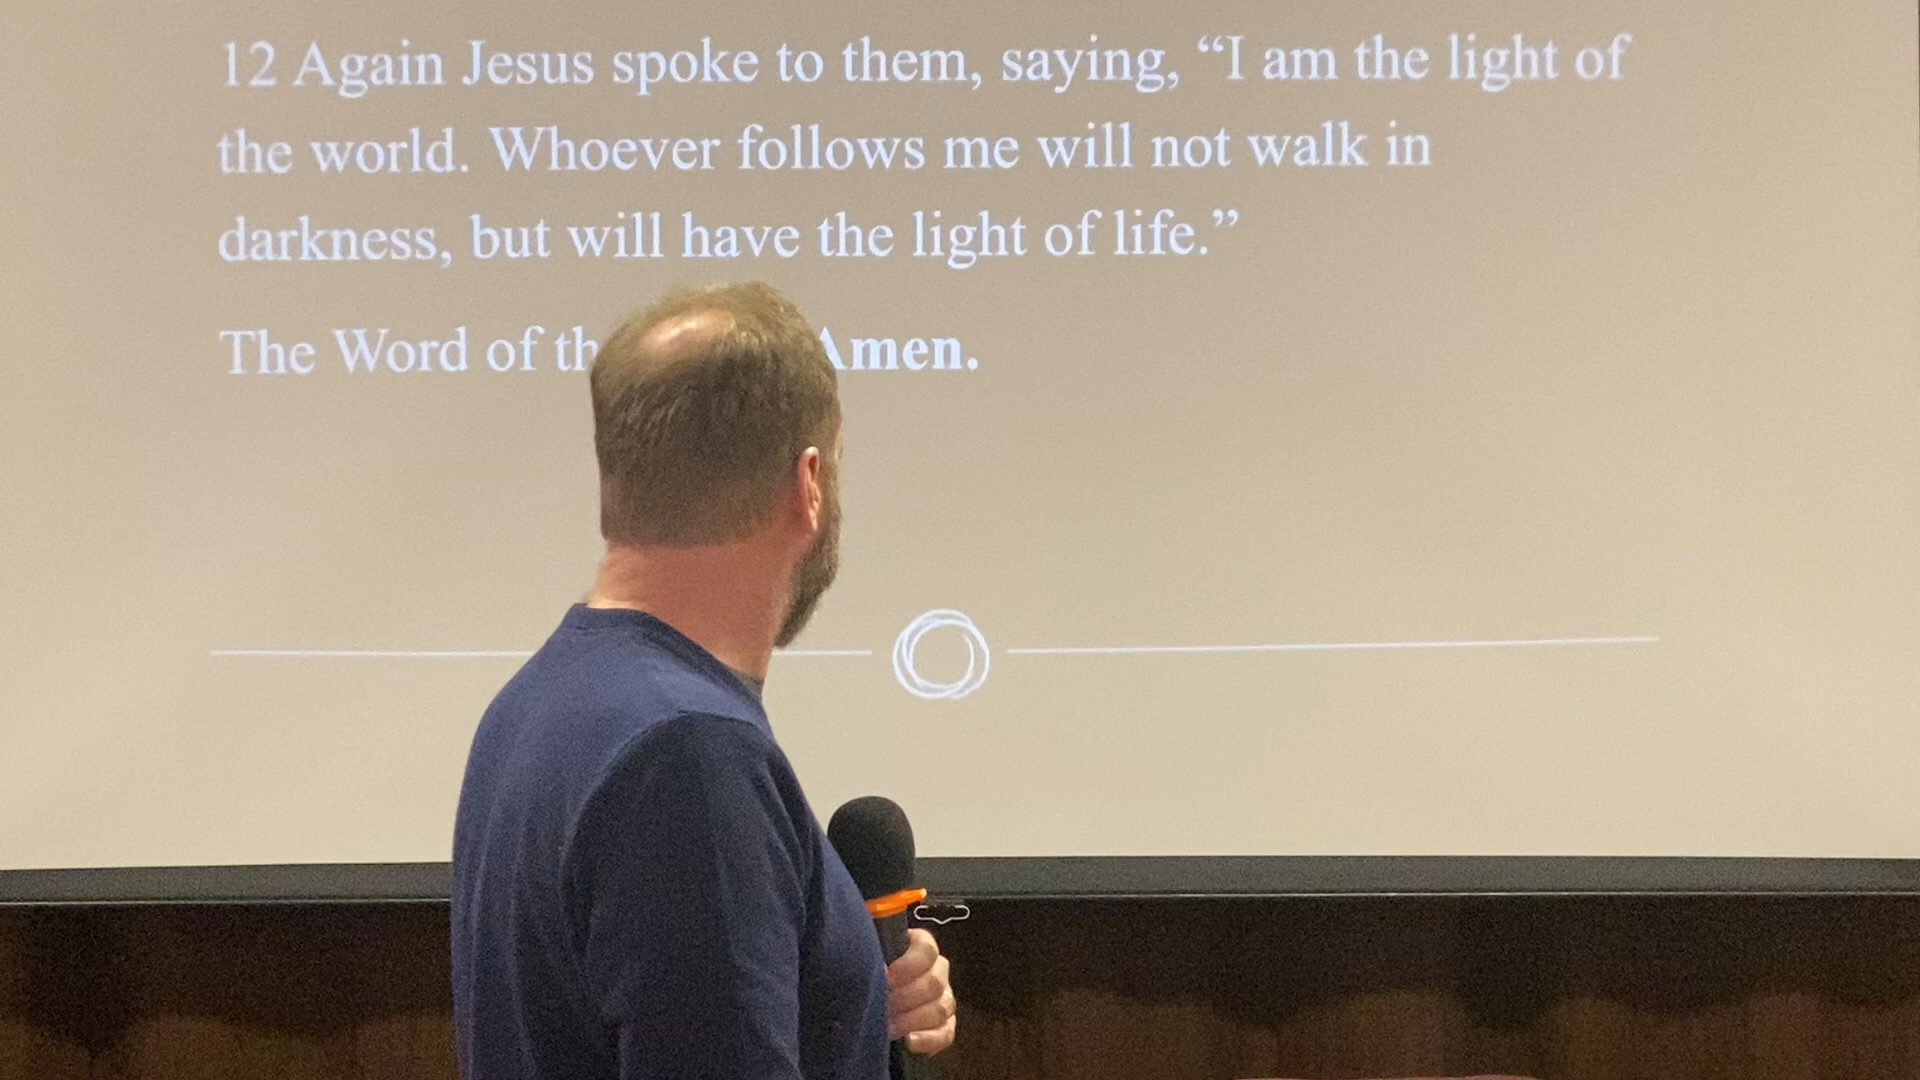 12 Again Jesus spoke to them, saying, “I am the light of
the world. Whoever follows me will not walk in
darkness, but will have the light of life.”
The Word of Amen.